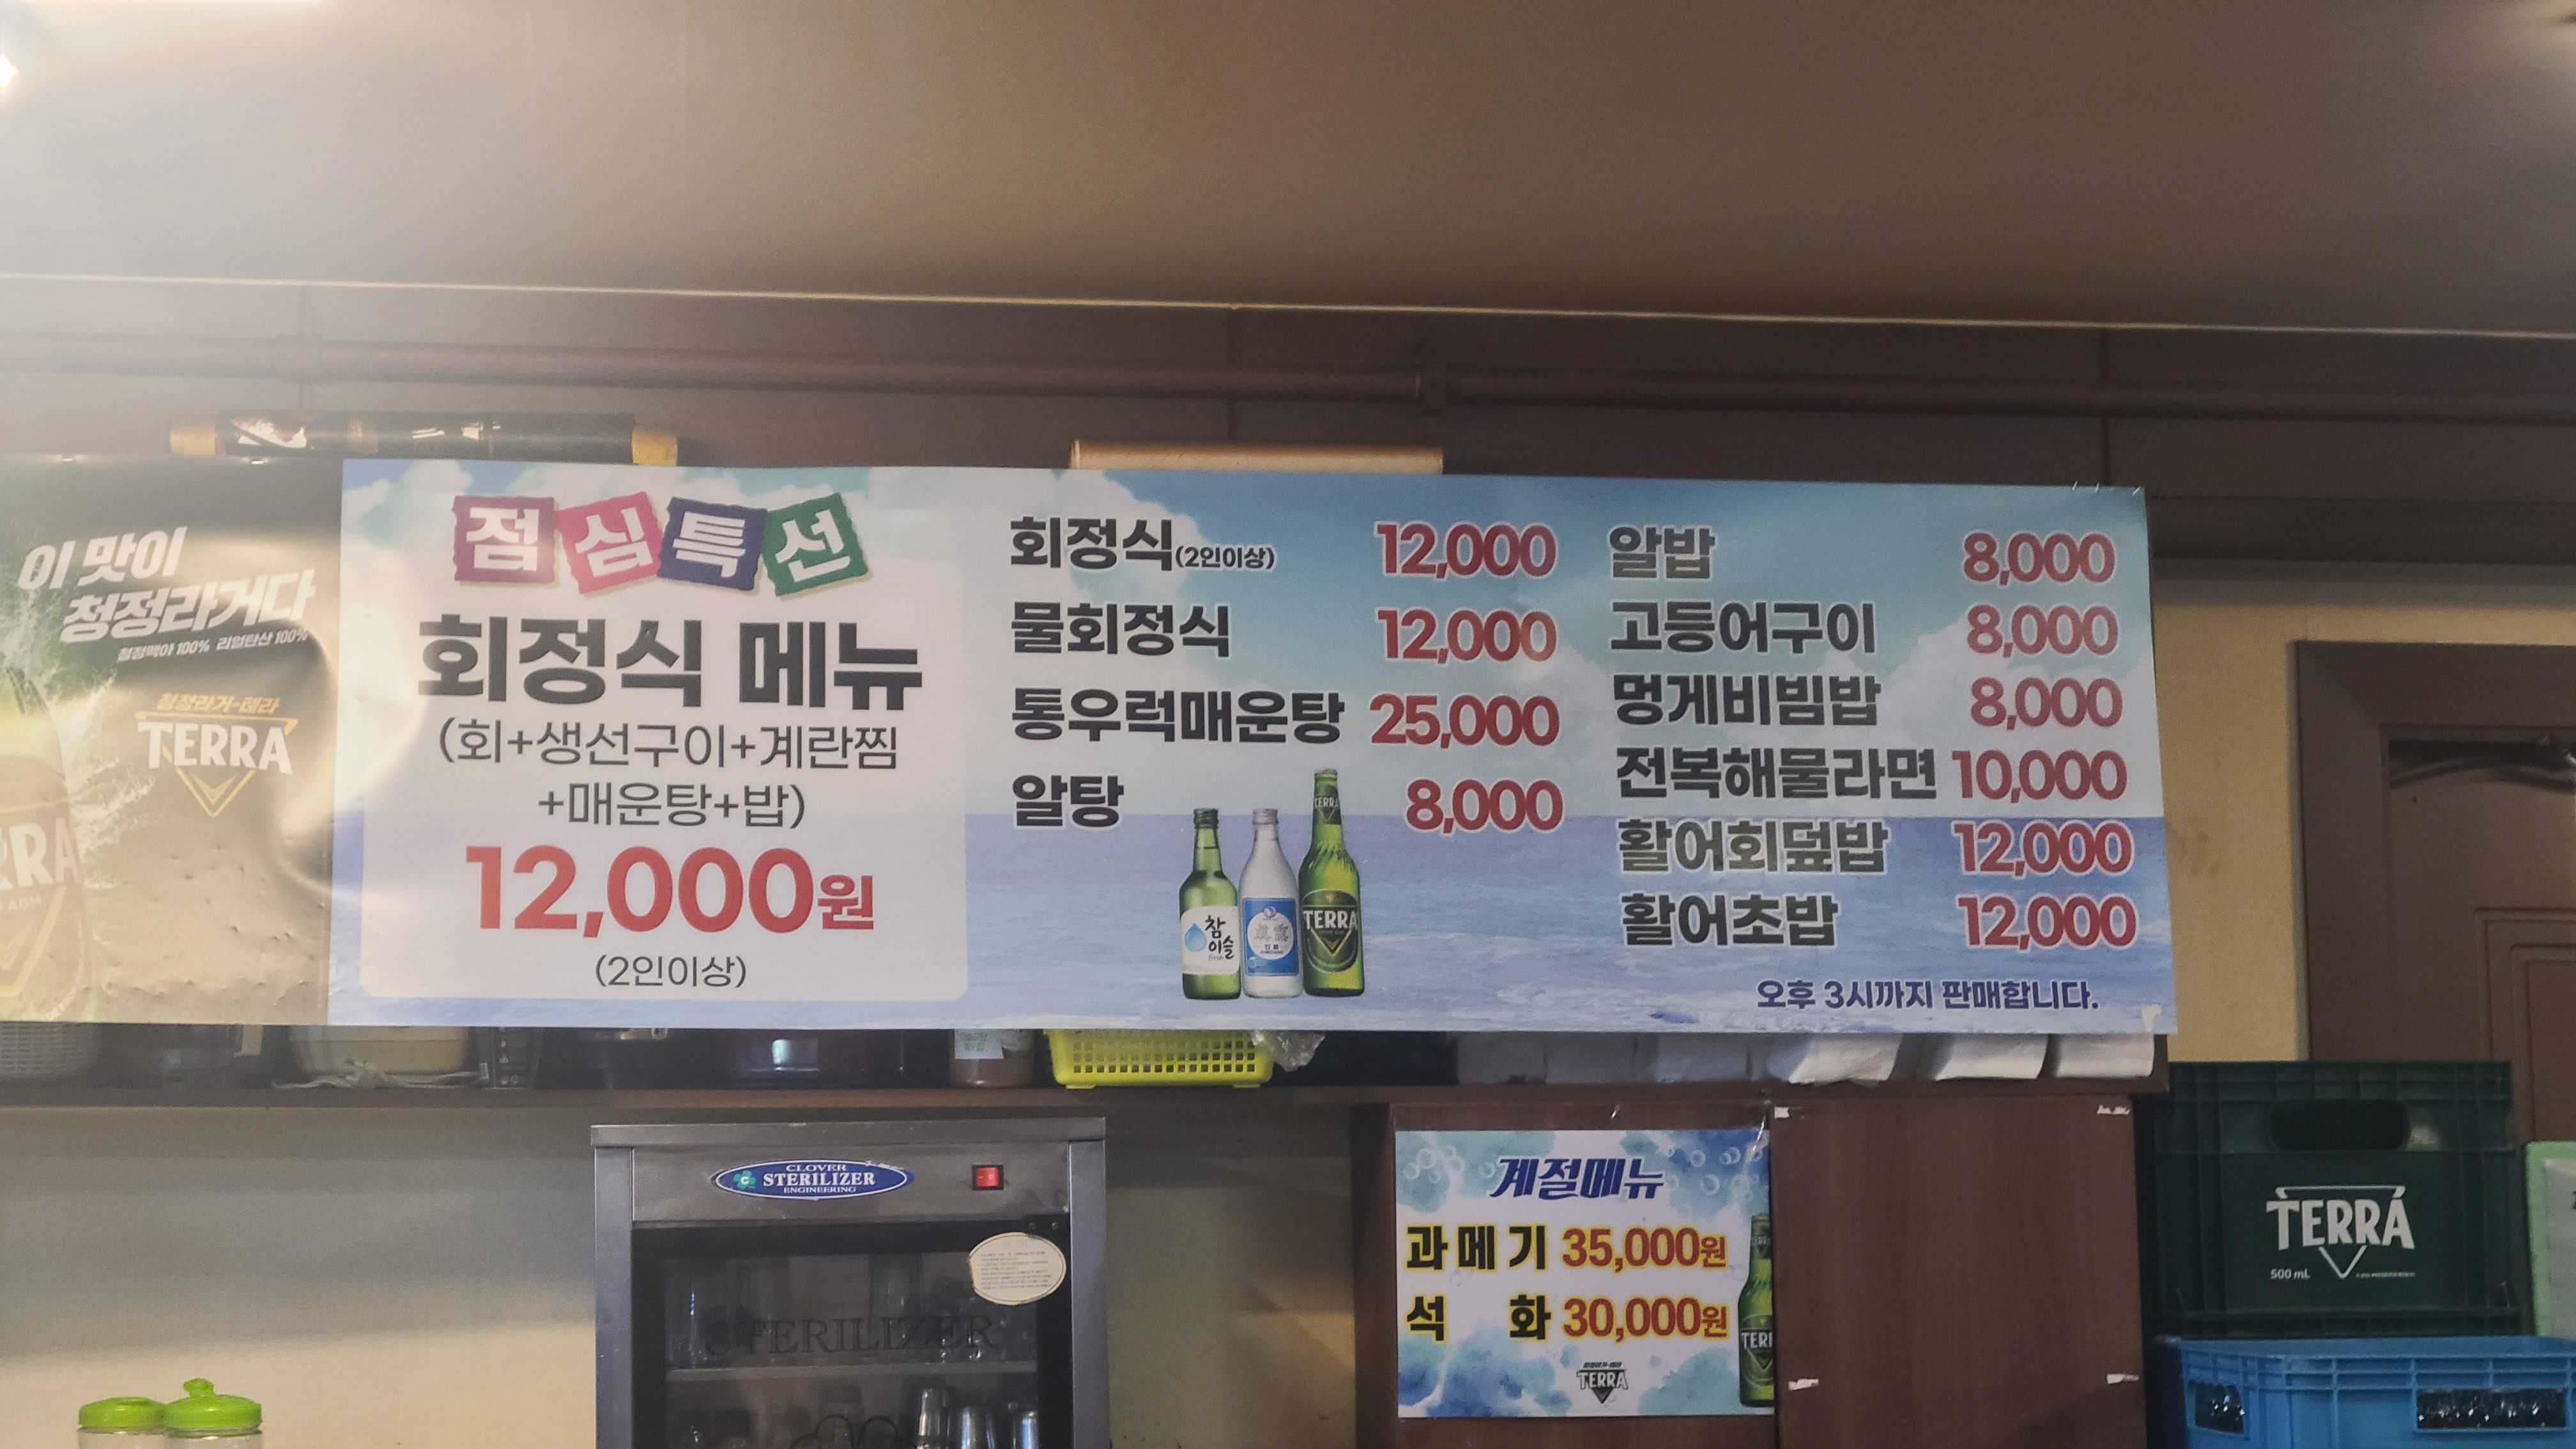 이 맛이
청정라거다
청정맥아 100% 리얼탄산 100%
청정라거-테라
TERRA
점심특선
회정식 메뉴
(회+생선구이+계란찜
+매운탕+밥)
12,000원
(2인이상)
회정식(2인이상) 12,000
물회정식 12,000
통우럭매운탕 25,000
알탕 8,000
참이슬
fresh
TERRA
TERRA
알밥 8,000
고등어구이 8,000
멍게비빔밥 8,000
전복해물라면 10,000
활어회덮밥 12,000
활어초밥 12,000
오후 3시까지 판매합니다.
CLOVER
STERILIZER
ENGINEERING
STERILIZER
계절메뉴
과메기 35,000원
석화 30,000원
청정라거-테라
TERRA
TERRA
500 mL